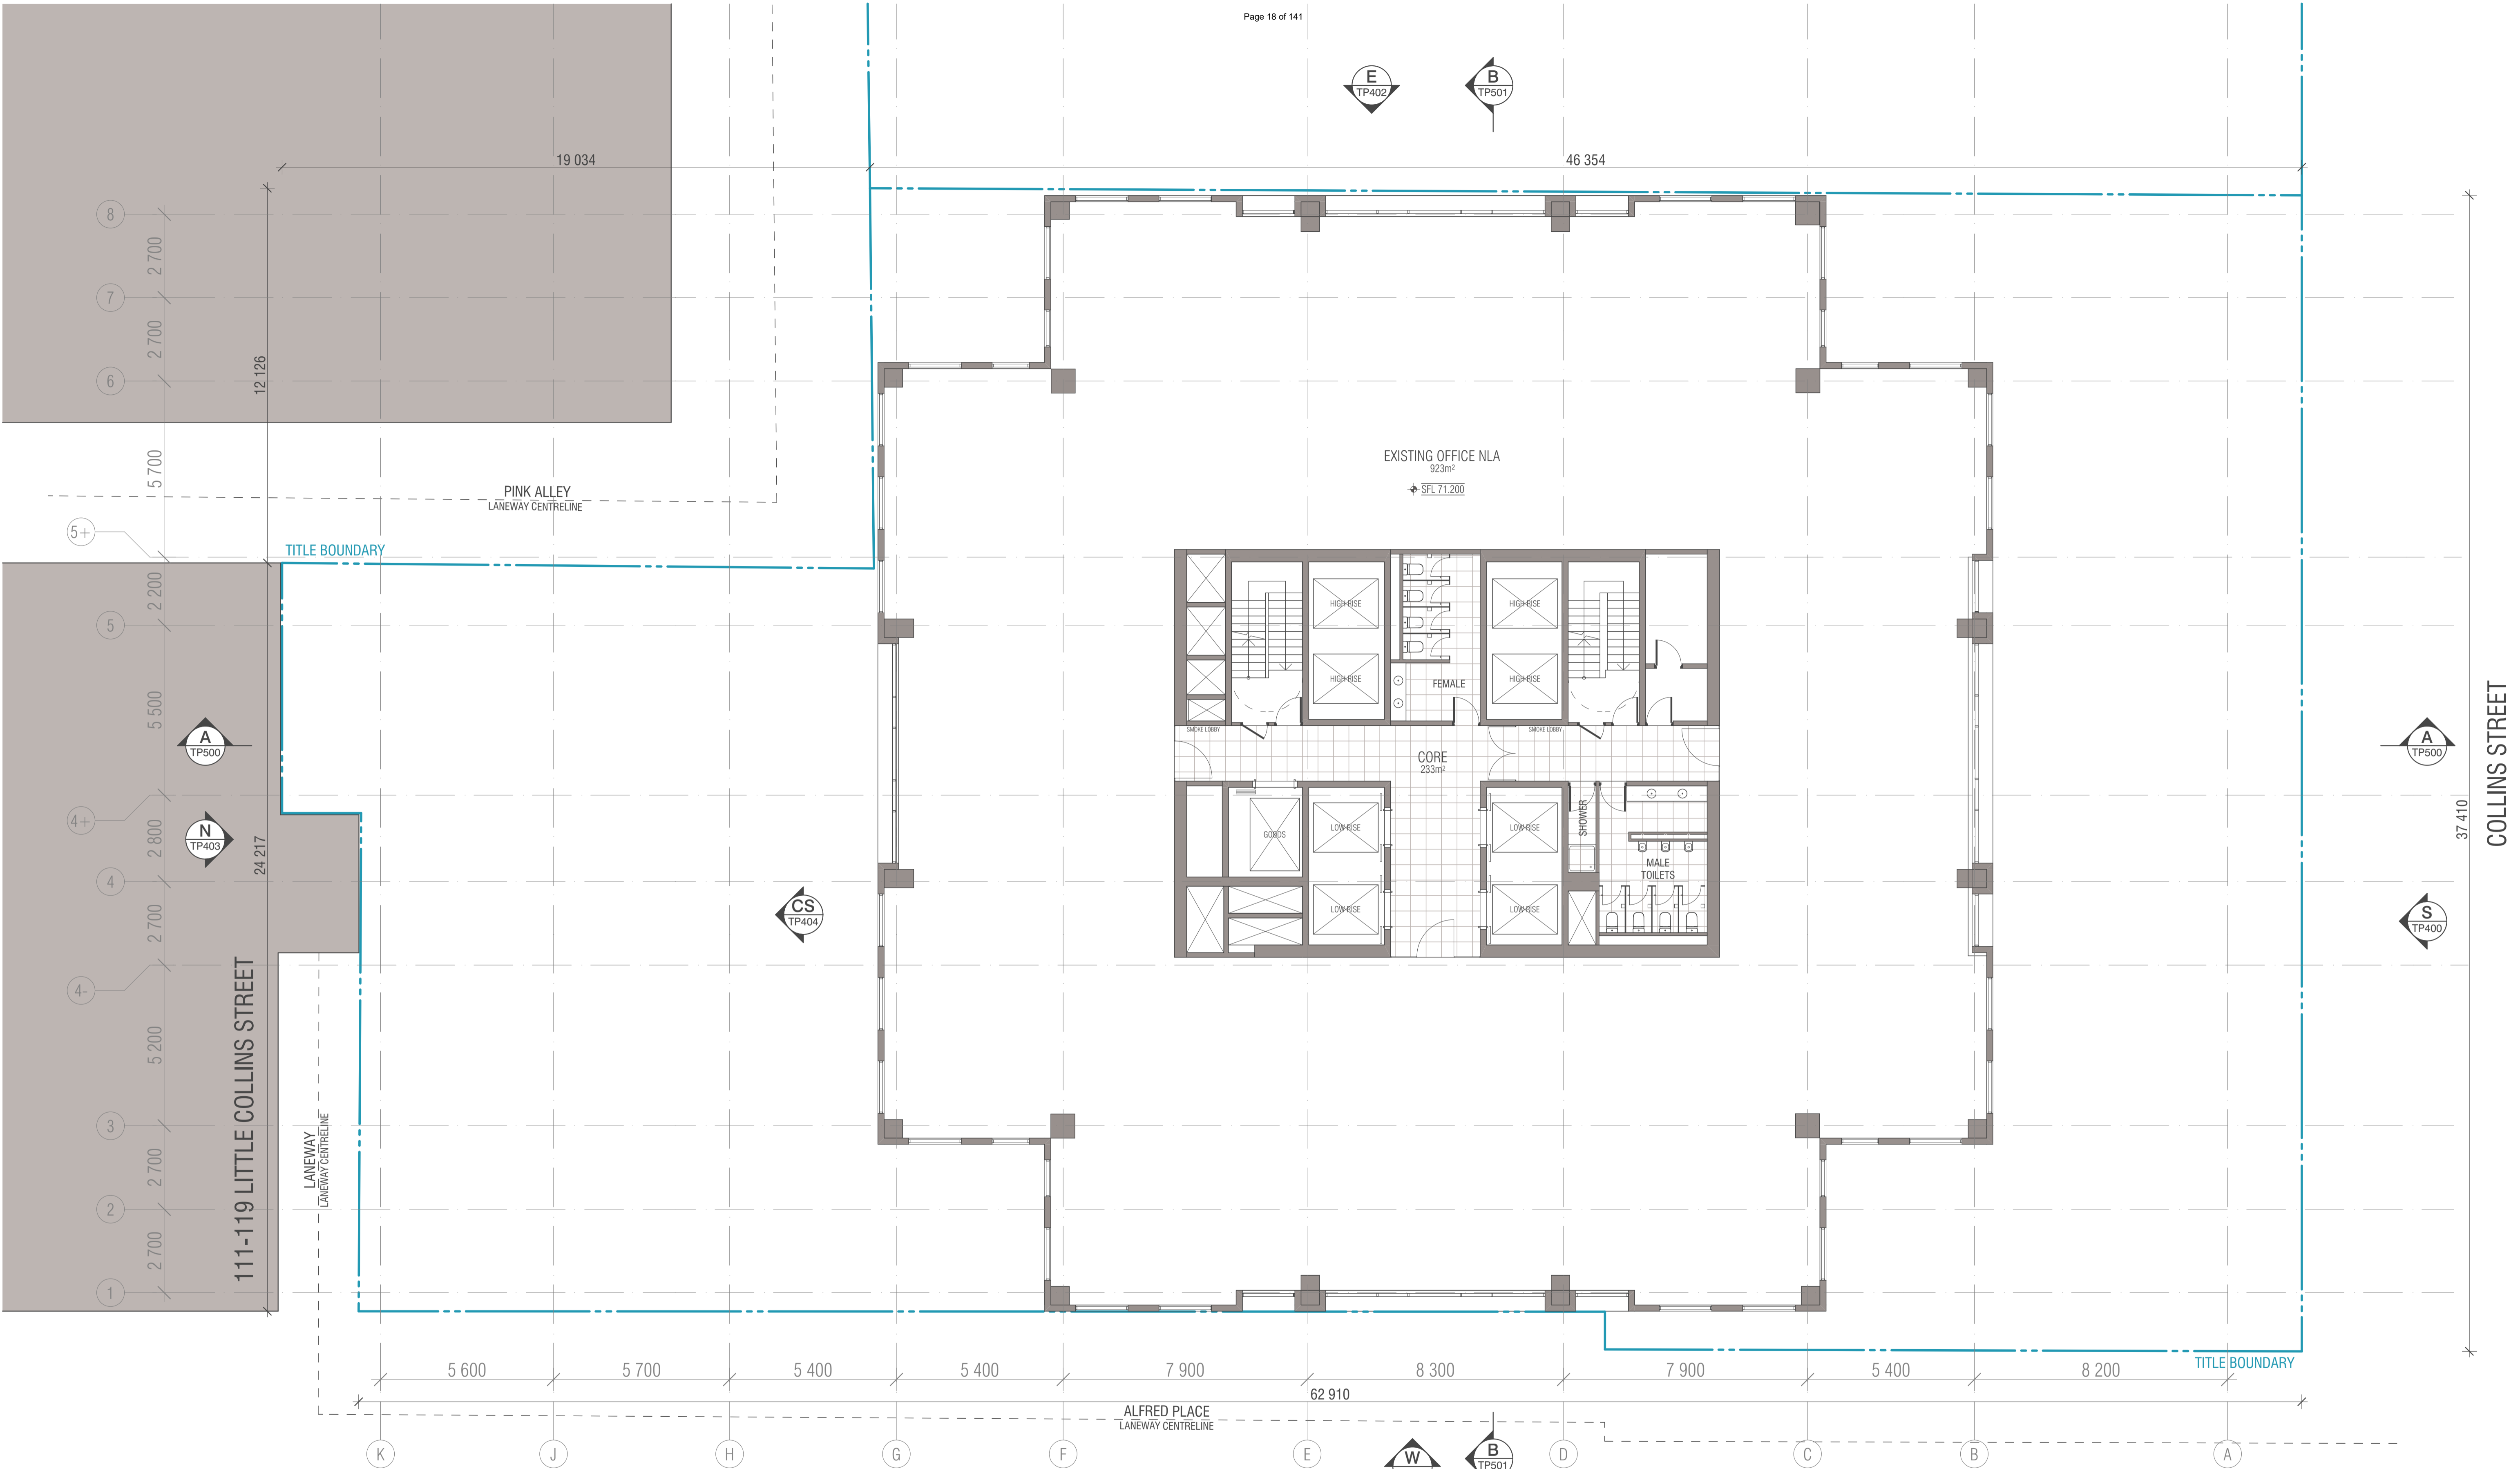 Page 18 of 141
E
TP402
B
TP501
19 034
46 354
8
2 700
7
2 700
6
12 126
5 700
5+
PINK ALLEY
LANEWAY CENTRELINE
TITLE BOUNDARY
EXISTING OFFICE NLA
923m²
SFL 71.200
2 200
5
5 500
A
TP500
4+
N
TP403
2 800
24 217
4
2 700
4-
5 200
3
2 700
2
2 700
1
111-119 LITTLE COLLINS STREET
LANEWAY
LANEWAY CENTRELINE
CS
TP404
HIGH RISE
HIGH RISE
HIGH RISE
HIGH RISE
FEMALE
SMOKE LOBBY
SMOKE LOBBY
CORE
233m²
GOODS
LOW RISE
LOW RISE
LOW RISE
LOW RISE
SHOWER
MALE
TOILETS
A
TP500
S
TP400
37 410
COLLINS STREET
TITLE BOUNDARY
5 600
5 700
5 400
5 400
7 900
8 300
7 900
5 400
8 200
62 910
ALFRED PLACE
LANEWAY CENTRELINE
K
J
H
G
F
E
D
C
B
A
W
B
TP501